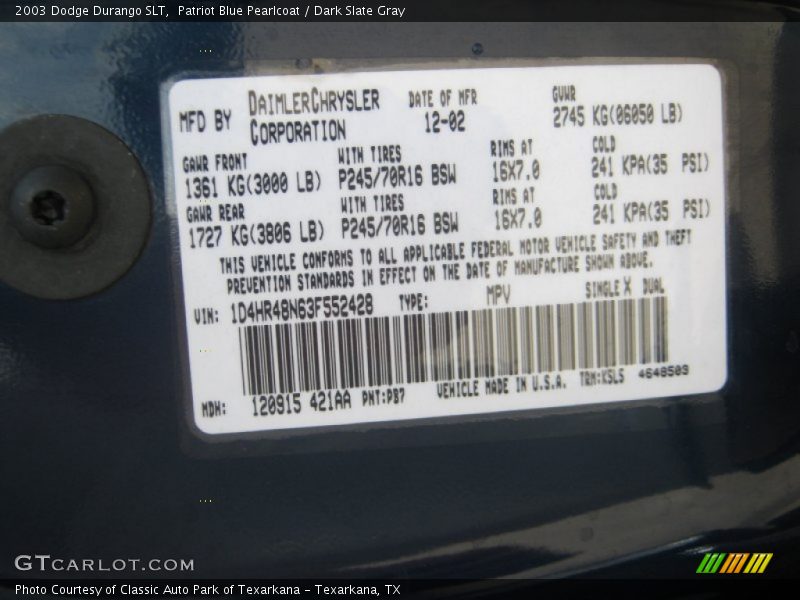 2003 Dodge Durango SLT, Patriot Blue Pearlcoat / Dark Slate Gray
MFD BY DAIMLERCHRYSLER CORPORATION DATE OF MFR 12-02 GVWR 2745 KG(06050 LB)
GAWR FRONT WITH TIRES RIMS AT COLD
1361 KG(3000 LB) P245/70R16 BSW 16X7.0 241 KPA(35 PSI)
GAWR REAR WITH TIRES RIMS AT COLD
1727 KG(3806 LB) P245/70R16 BSW 16X7.0 241 KPA(35 PSI)
THIS VEHICLE CONFORMS TO ALL APPLICABLE FEDERAL MOTOR VEHICLE SAFETY AND THEFT
PREVENTION STANDARDS IN EFFECT ON THE DATE OF MANUFACTURE SHOWN ABOVE.
VIN: 1D4HR48N63F552428 TYPE: MPV SINGLE X DUAL
MDH: 120915 421AA PNT:PB7 VEHICLE MADE IN U.S.A. TRM:K5L5 4648509
GTCARLOT.COM
Photo Courtesy of Classic Auto Park of Texarkana - Texarkana, TX